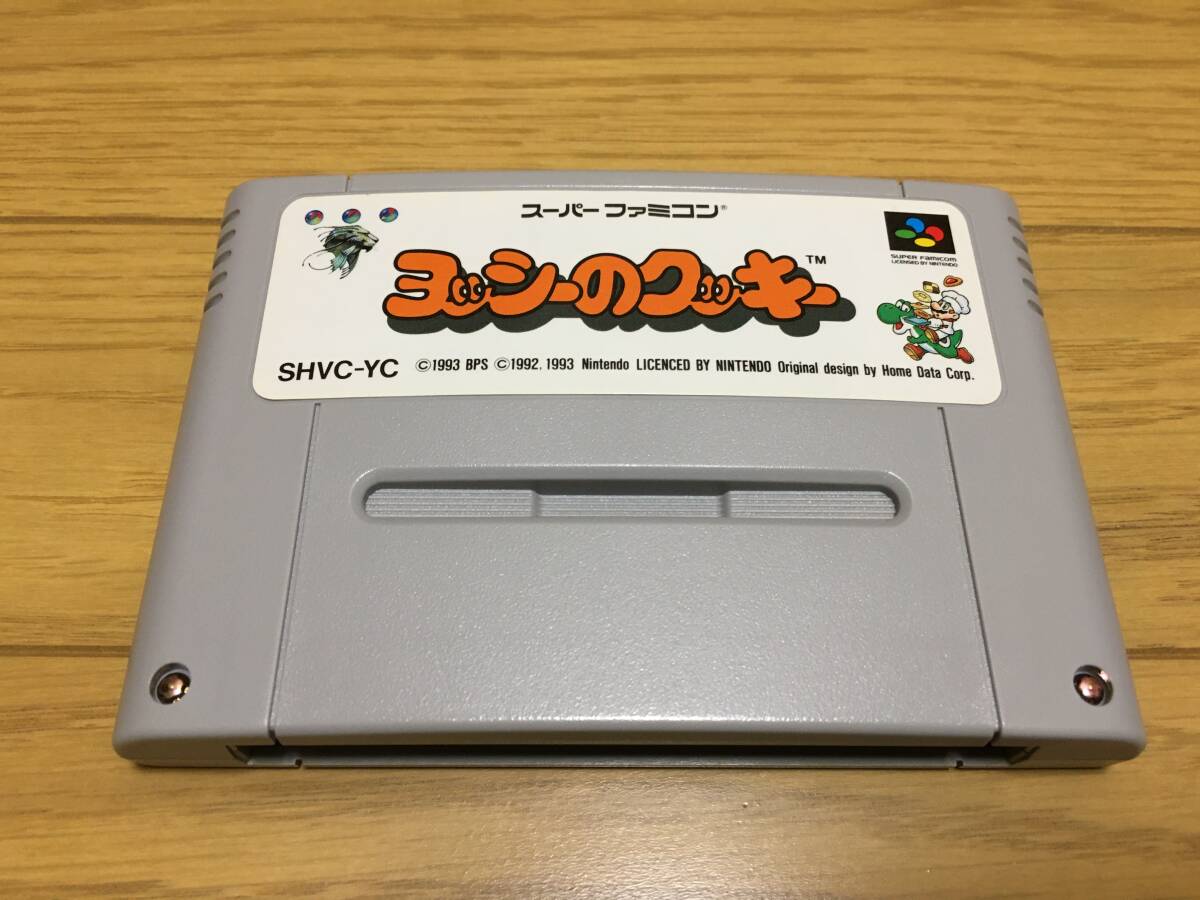 スーパーファミコン®
ヨッシーのクッキー™
SUPER FAMICOM
LICENSED BY NINTENDO
SHVC-YC ©1993 BPS ©1992, 1993 Nintendo LICENCED BY NINTENDO Original design by Home Data Corp.